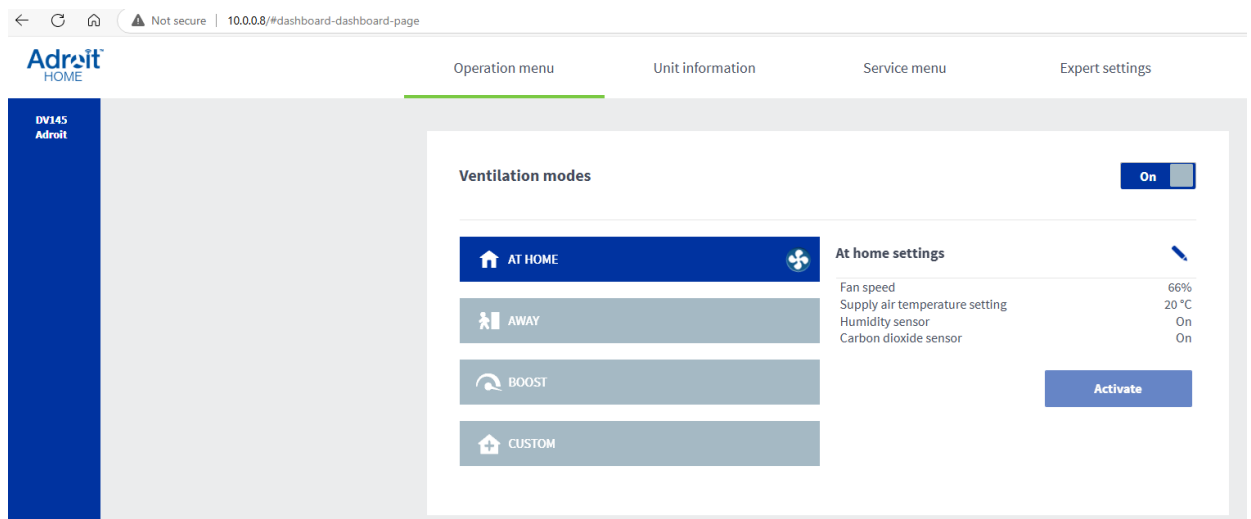 Not secure 10.0.0.8/#dashboard-dashboard-page
Adroit™
HOME
Operation menu Unit information Service menu Expert settings
DV145
Adroit
Ventilation modes On
AT HOME
AWAY
BOOST
CUSTOM
At home settings
Fan speed 66%
Supply air temperature setting 20 °C
Humidity sensor On
Carbon dioxide sensor On
Activate